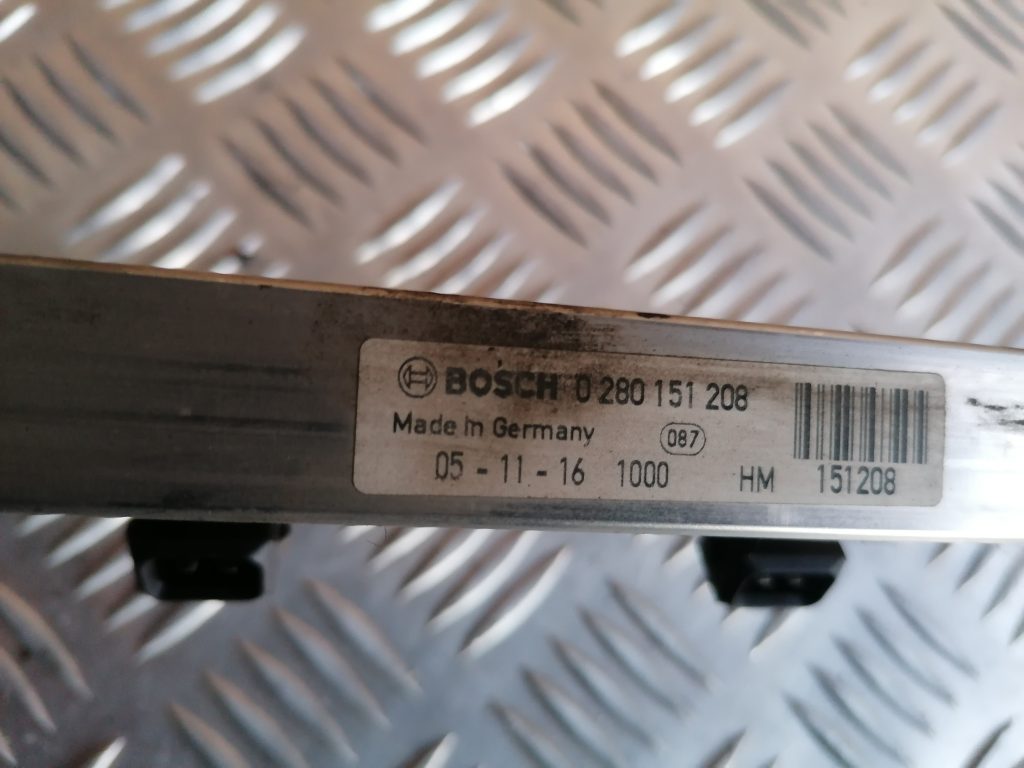 BOSCH 0 280 151 208
Made in Germany 087
05 - 11 - 16 1000 HM 151208